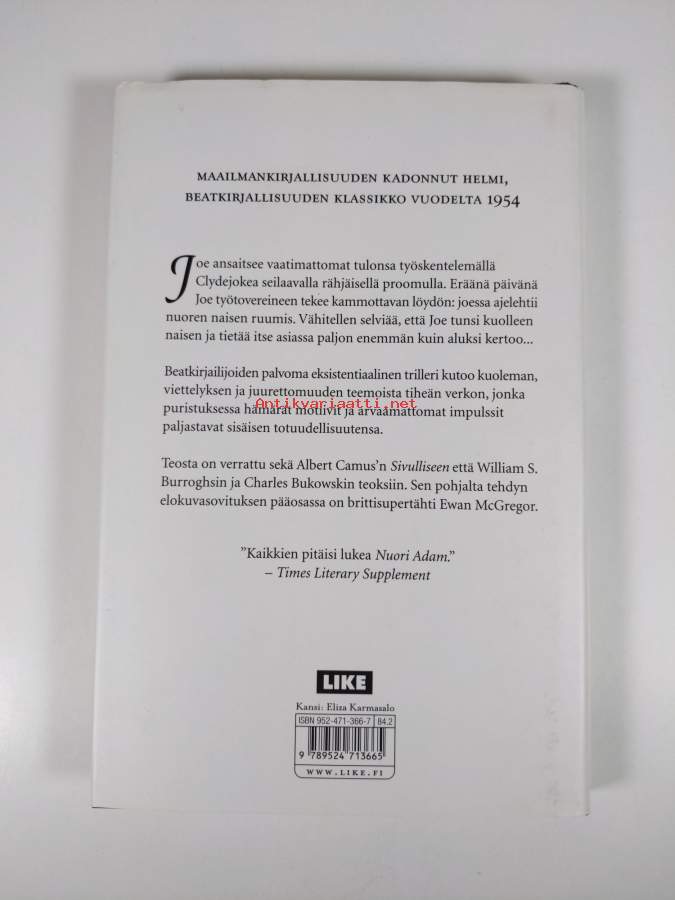 MAAILMANKIRJALLISUUDEN KADONNUT HELMI,
BEATKIRJALLISUUDEN KLASSIKKO VUODELTA 1954
Joe ansaitsee vaatimattomat tulonsa työskentelemällä
Clydejokea seilaavalla rähjäisellä proomulla. Eräänä päivänä
Joe työtovereineen tekee kammottavan löydön: joessa ajelehtii
nuoren naisen ruumis. Vähitellen selviää, että Joe tunsi kuolleen
naisen ja tietää itse asiassa paljon enemmän kuin aluksi kertoo...
Beatkirjailijoiden palvoma eksistentiaalinen trilleri kutoo kuoleman,
viettelyksen ja juurettomuuden teemoista tiheän verkon, jonka
puristuksessa hämärät motiivit ja arvaamattomat impulssit
Antikvariaatti.net
paljastavat sisäisen totuudellisuutensa.
Teosta on verrattu sekä Albert Camus'n Sivulliseen että William S.
Burroghsin ja Charles Bukowskin teoksiin. Sen pohjalta tehdyn
elokuvasovituksen pääosassa on brittisupertähti Ewan McGregor.
"Kaikkien pitäisi lukea Nuori Adam."
– Times Literary Supplement
LIKE
Kansi: Eliza Karmasalo
ISBN 952-471-366-7 84.2
9 789524 713665
WWW.LIKE.FI